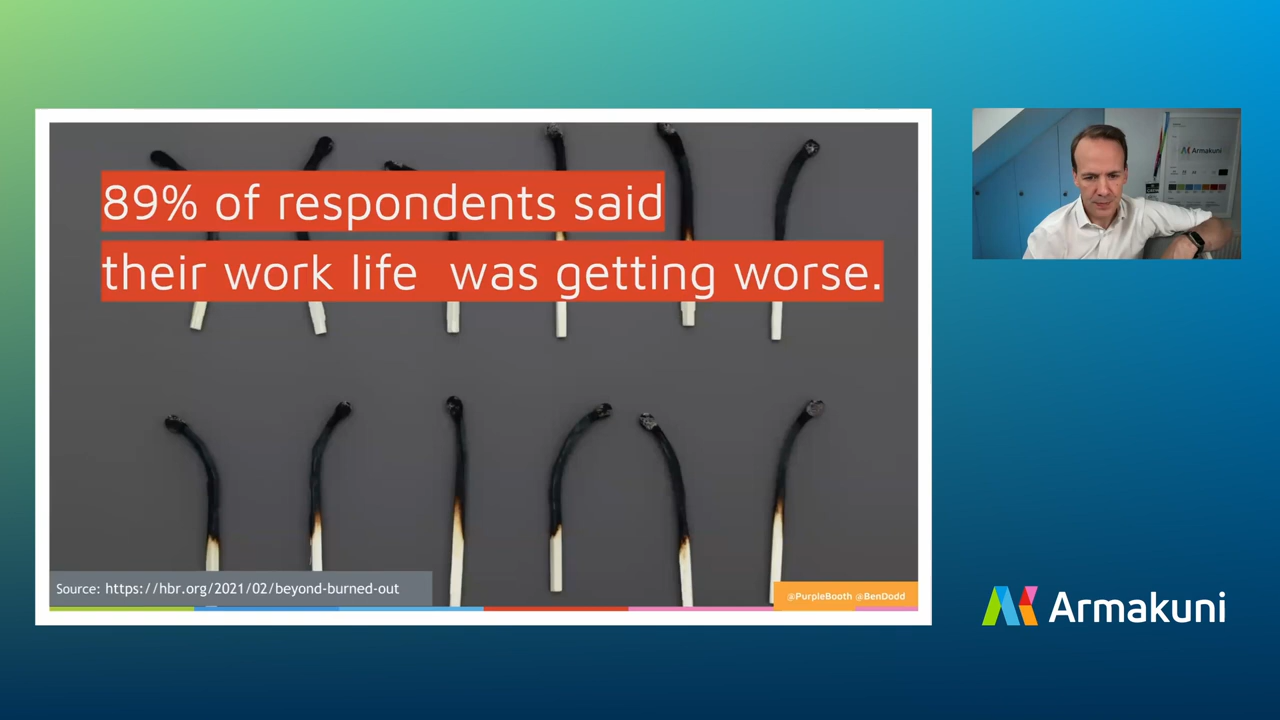 89% of respondents said
their work life  was getting worse.
Source: https://hbr.org/2021/02/beyond-burned-out
@PurpleBooth @BenDodd
Armakuni
Armakuni